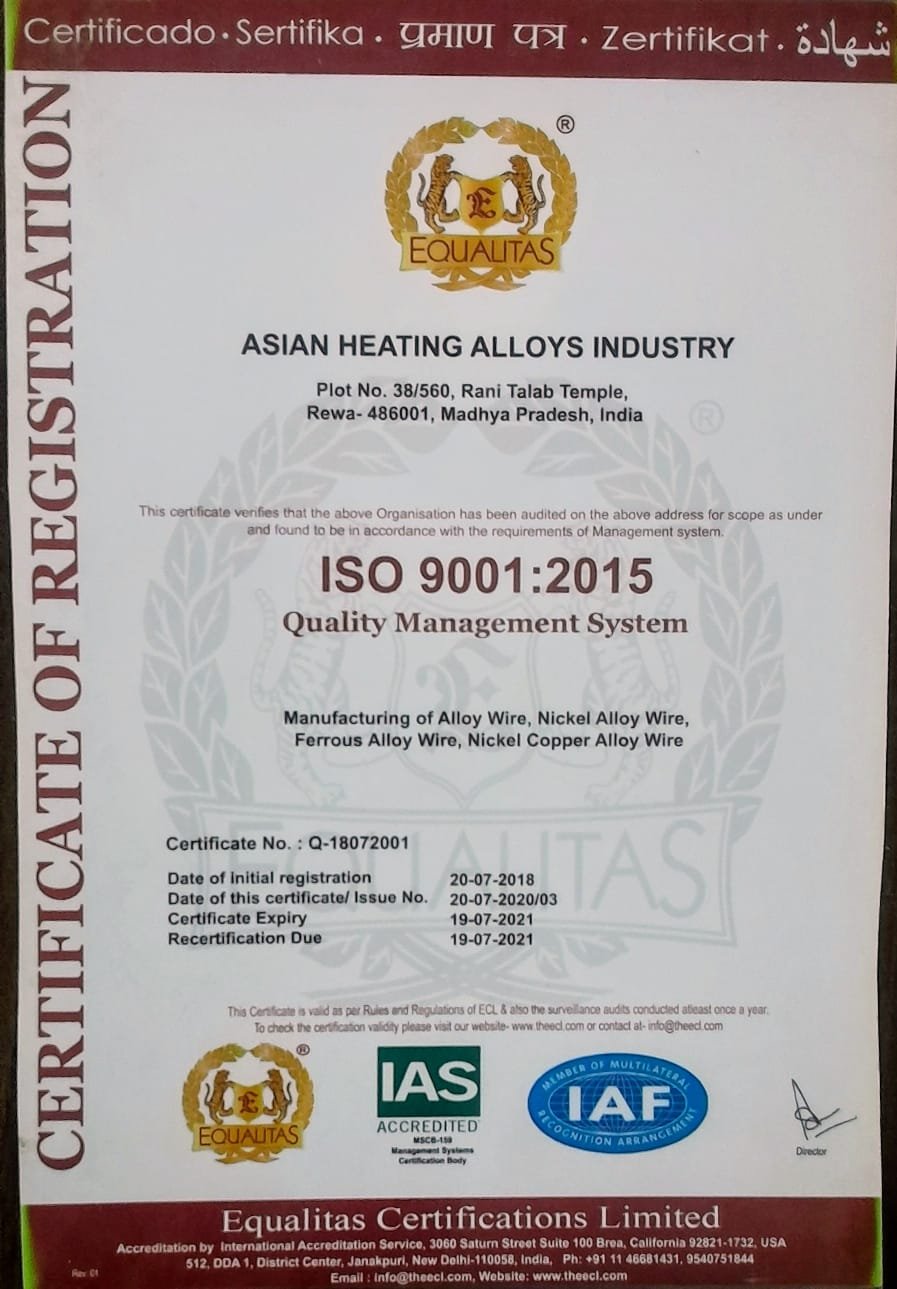 Certificado · Sertifika · प्रमाण पत्र · Zertifikat · شهادة
CERTIFICATE OF REGISTRATION
®
E
EQUALITAS
ASIAN HEATING ALLOYS INDUSTRY
Plot No. 38/560, Rani Talab Temple,
Rewa- 486001, Madhya Pradesh, India
®
This certificate verifies that the above Organisation has been audited on the above address for scope as under
and found to be in accordance with the requirements of Management system.
ISO 9001:2015
Quality Management System
E
Manufacturing of Alloy Wire, Nickel Alloy Wire,
Ferrous Alloy Wire, Nickel Copper Alloy Wire
EQUALITAS
Certificate No. : Q-18072001
Date of initial registration 20-07-2018
Date of this certificate/ Issue No. 20-07-2020/03
Certificate Expiry 19-07-2021
Recertification Due 19-07-2021
This Certificate is valid as per Rules and Regulations of ECL & also the surveillance audits conducted atleast once a year.
To check the certification validity please visit our website- www.theecl.com or contact at- info@theecl.com
®
E
EQUALITAS
IAS
ACCREDITED
MSCB-159
Management Systems
Certification Body
MEMBER OF MULTILATERAL
IAF
RECOGNITION ARRANGEMENT
Director
Equalitas Certifications Limited
Accreditation by International Accreditation Service, 3060 Saturn Street Suite 100 Brea, California 92821-1732, USA
512, DDA 1, District Center, Janakpuri, New Delhi-110058, India, Ph: +91 11 46681431, 9540751844
Rev. 01
Email : info@theecl.com, Website: www.theecl.com